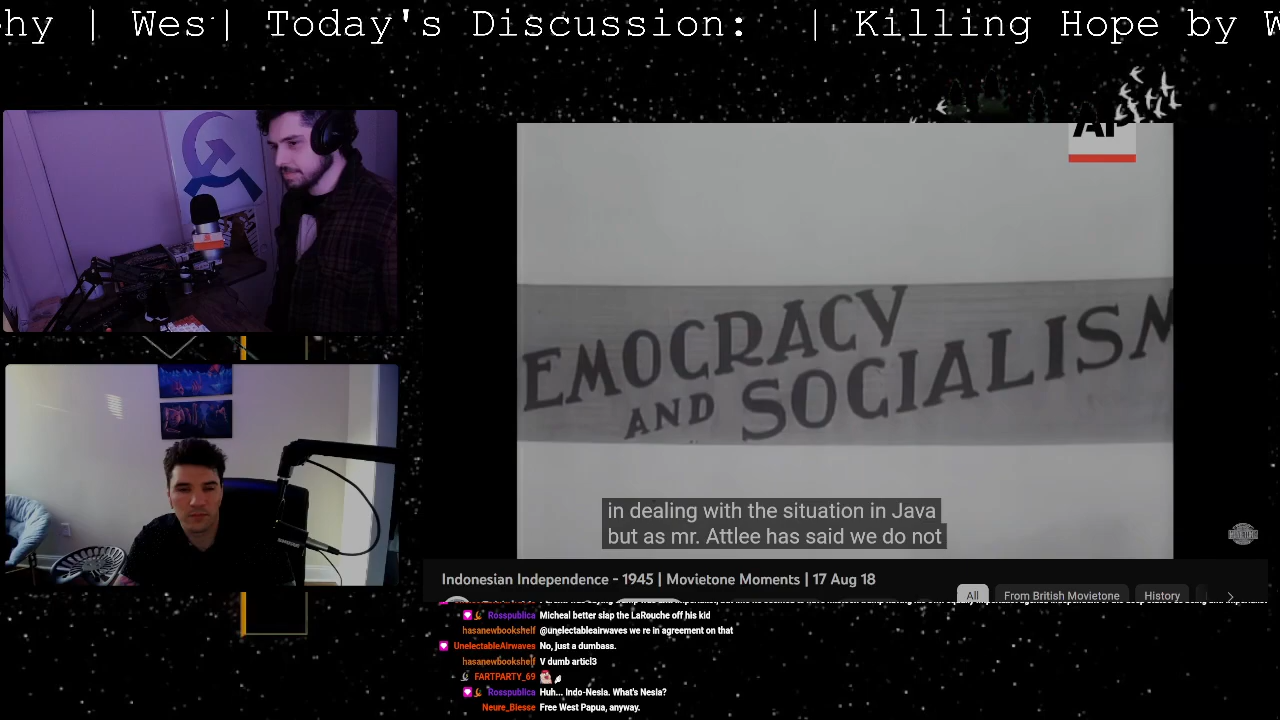 hy | Wes | Today's Discussion: | Killing Hope by W
AP
EMOCRACY
AND SOCIALISM
in dealing with the situation in Java
but as mr. Attlee has said we do not
Indonesian Independence - 1945 | Movietone Moments | 17 Aug 18
All From British Movietone History
Rosspublica Micheal better slap the LaRouche off his kid
hasanewbookshelf @unelectableairwaves we re in agreement on that
UnelectableAirwaves No, just a dumbass.
hasanewbookshelf V dumb articl3
FARTPARTY_69
Rosspublica Huh... Indo-Nesia. What's Nesia?
Neure_Biesse Free West Papua, anyway.